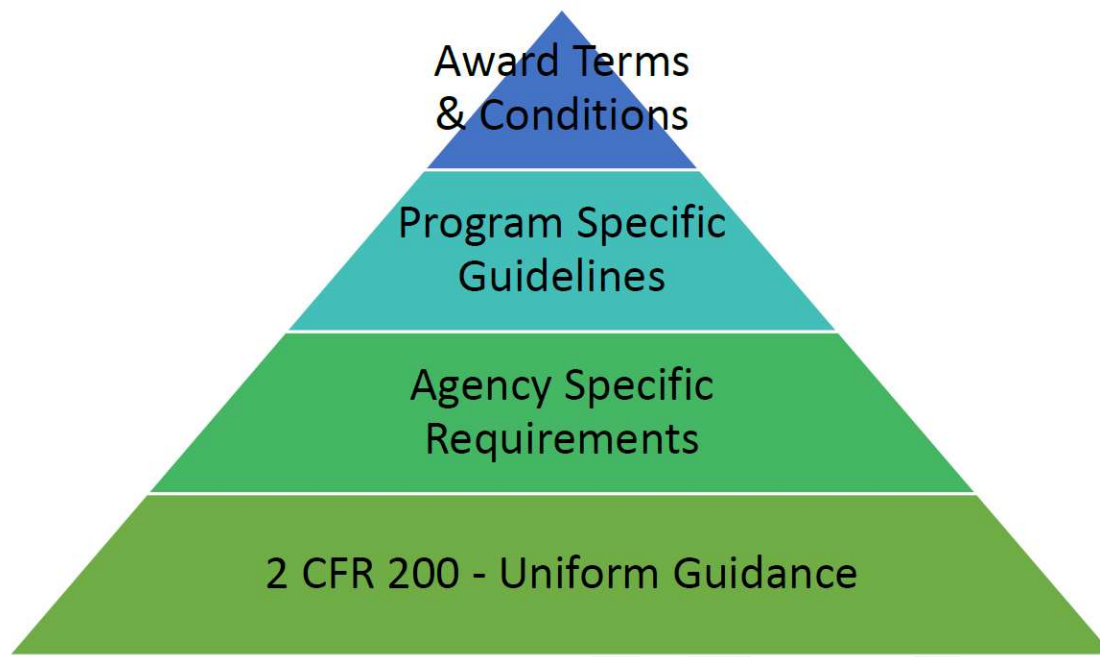 Award Terms
& Conditions
Program Specific
Guidelines
Agency Specific
Requirements
2 CFR 200 - Uniform Guidance